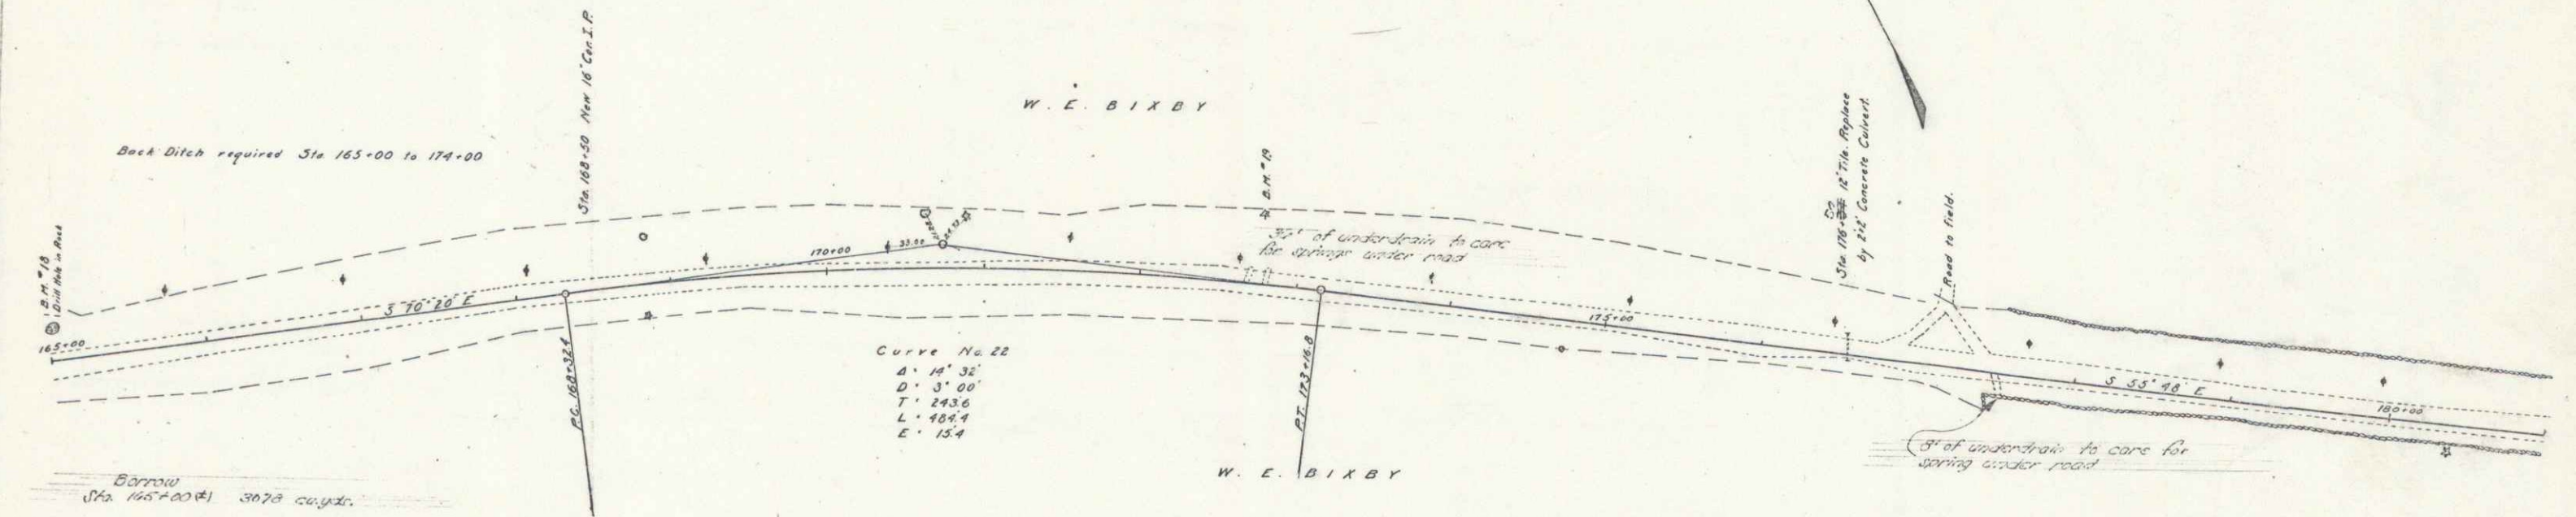 Back Ditch required Sta. 165+00 to 174+00
Sta. 168+50 New 16" Cor. I. P.
W. E. BIXBY
B.M. #18
Drill Hole in Rock
165+00
S 70° 20' E
P.C. 168+32.4
170+00
33.00
B.M. #19
of underdrain to care
for springs under road
Curve No. 22
Δ = 14° 32'
D = 3° 00'
T = 243.6
L = 484.4
E = 15.4
P.T. 173+16.8
W. E. BIXBY
175+00
Sta. 176+50 12" Tile. Replace
by 2'x2' Concrete Culvert.
Road to field.
S 55° 48' E
180+00
8' of underdrain to care for
spring under road
Borrow
Sta. 165+00(±) 3078 cu.yds.